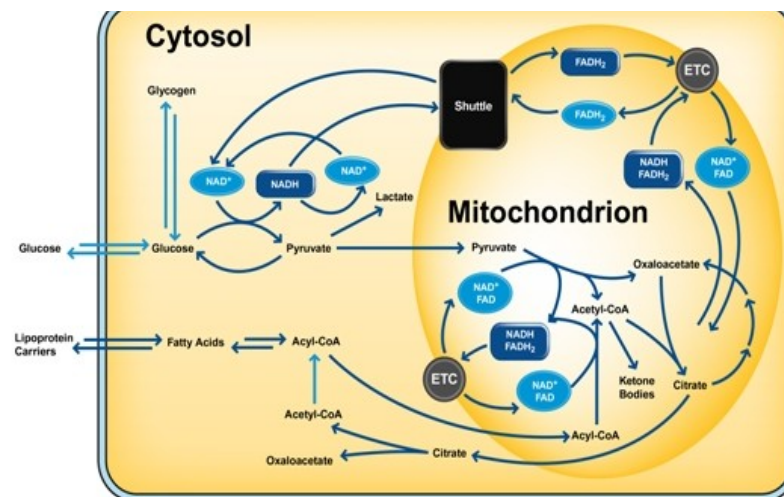 Cytosol
Glycogen
FADH₂
ETC
Shuttle
FADH₂
NAD⁺
NADH
NAD⁺
NADH
FADH₂
NAD⁺
FAD
Lactate
Mitochondrion
Glucose
Glucose
Pyruvate
Pyruvate
Oxaloacetate
NAD⁺
FAD
Acetyl-CoA
Lipoprotein
Carriers
Fatty Acids
Acyl-CoA
NADH
FADH₂
ETC
NAD⁺
FAD
Ketone
Bodies
Citrate
Acetyl-CoA
Acyl-CoA
Oxaloacetate
Citrate